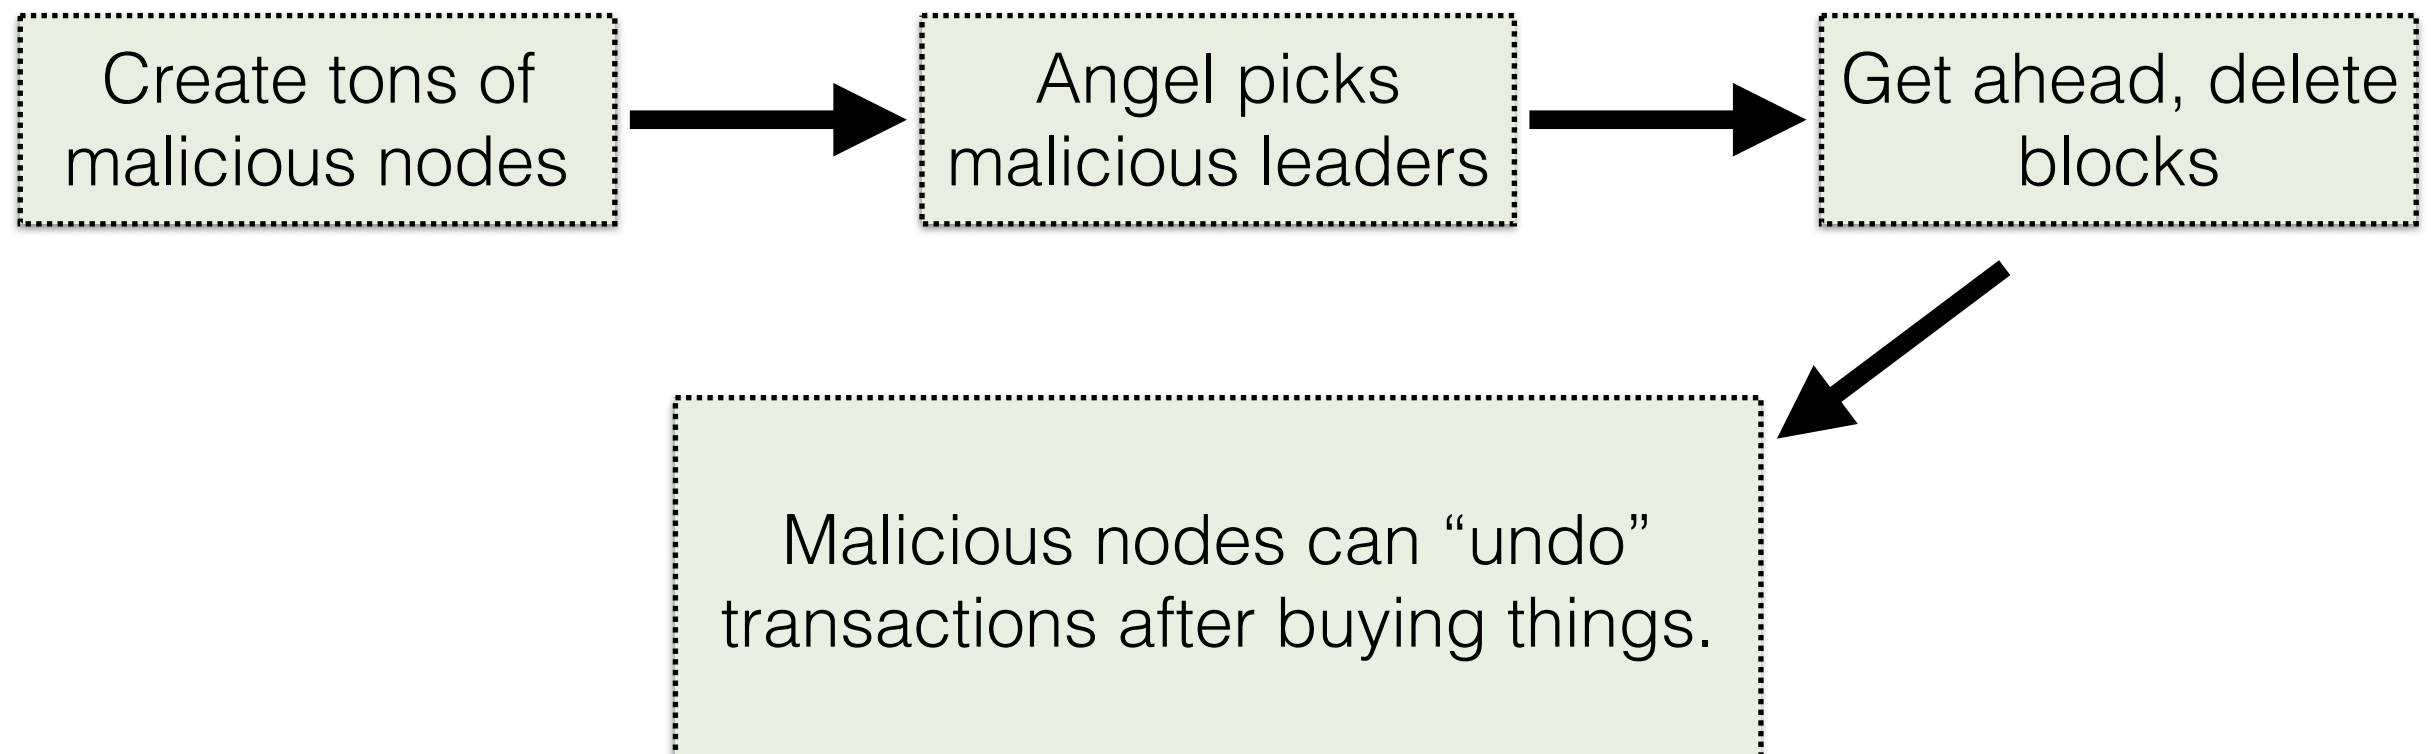 Create tons of
malicious nodes
Angel picks
malicious leaders
Get ahead, delete
blocks
Malicious nodes can “undo”
transactions after buying things.